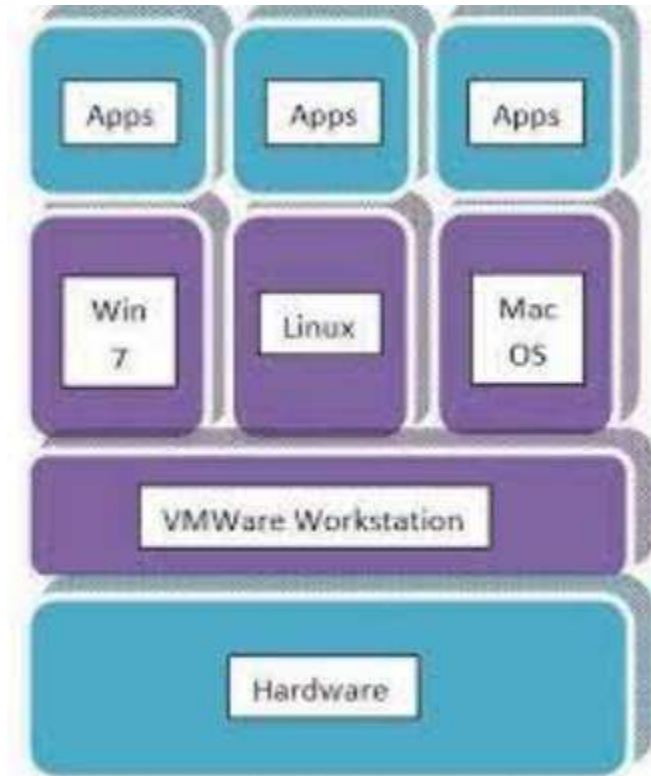 Apps
Apps
Apps
Win
7
Linux
Mac
OS
VMWare Workstation
Hardware